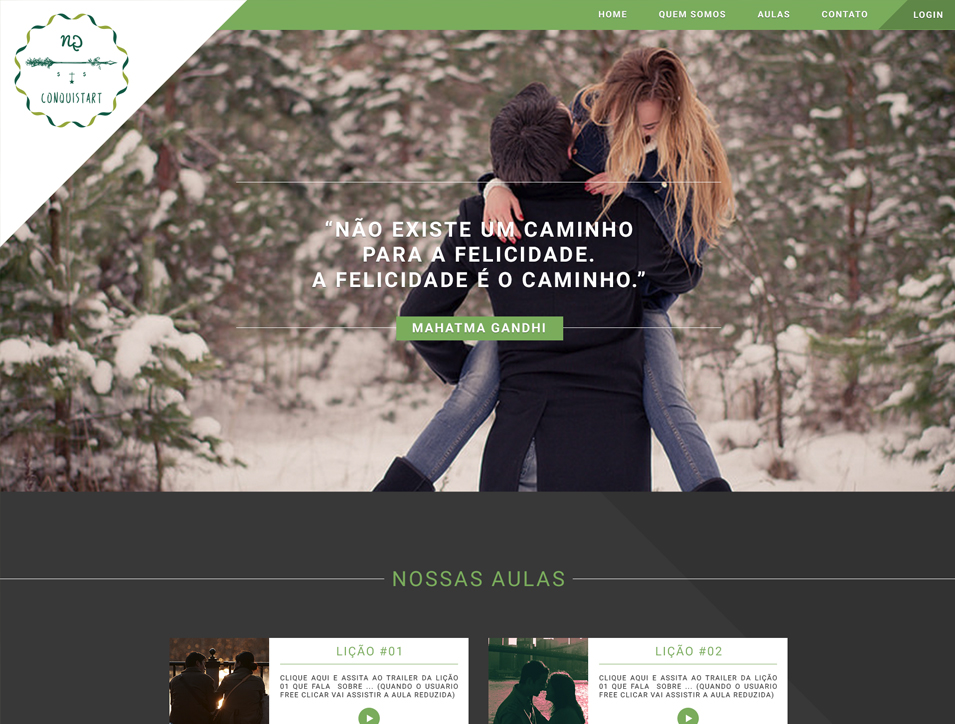 HOME QUEM SOMOS AULAS CONTATO LOGIN
CONQUISTART
“NÃO EXISTE UM CAMINHO
PARA A FELICIDADE.
A FELICIDADE É O CAMINHO.”
MAHATMA GANDHI
NOSSAS AULAS
LIÇÃO #01
CLIQUE AQUI E ASSITA AO TRAILER DA LIÇÃO
01 QUE FALA SOBRE ... (QUANDO O USUARIO
FREE CLICAR VAI ASSISTIR A AULA REDUZIDA)
LIÇÃO #02
CLIQUE AQUI E ASSITA AO TRAILER DA LIÇÃO
01 QUE FALA SOBRE ... (QUANDO O USUARIO
FREE CLICAR VAI ASSISTIR A AULA REDUZIDA)